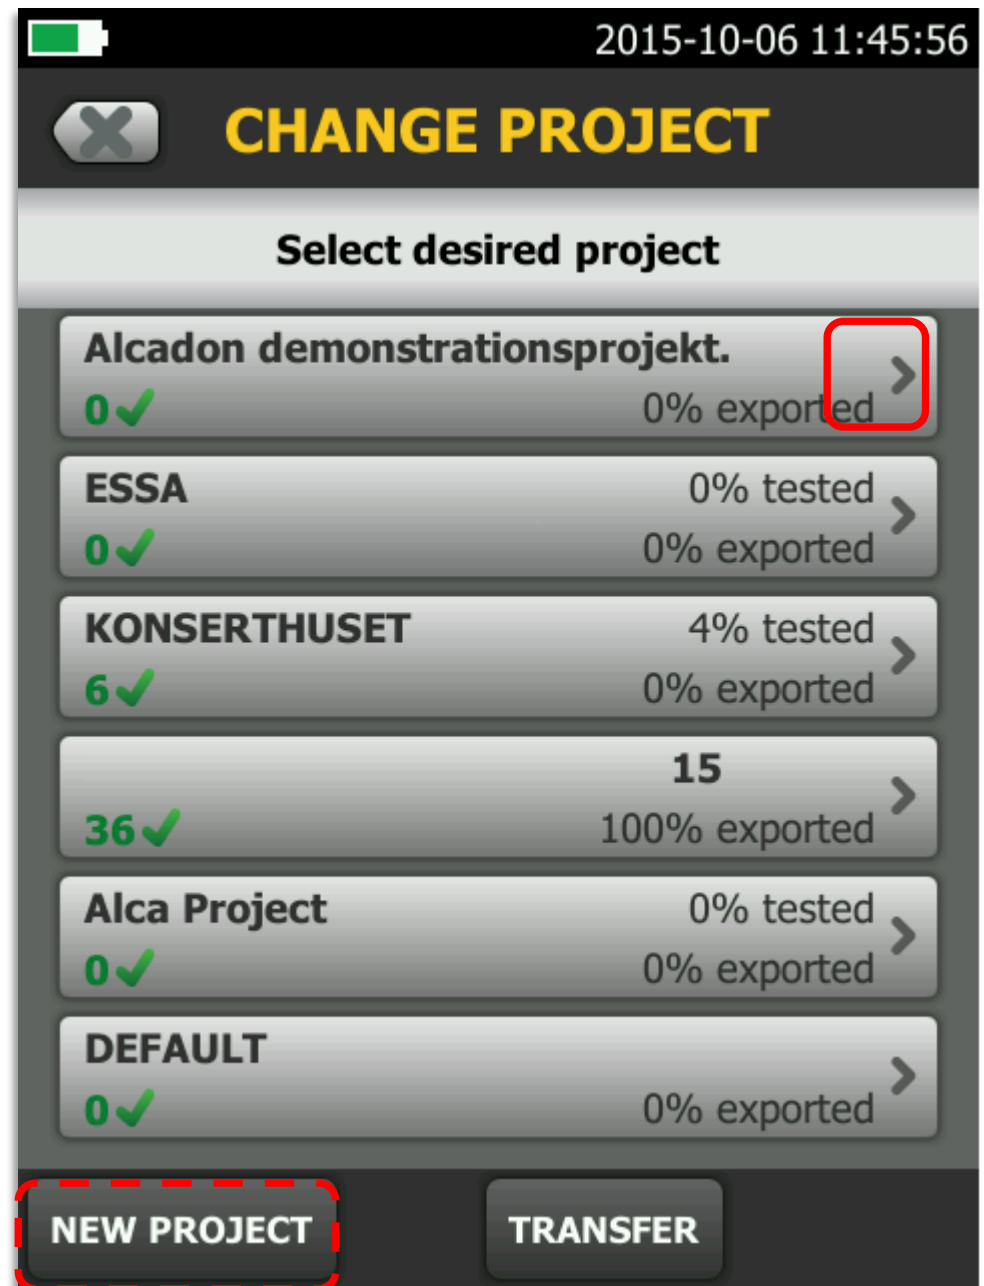 2015-10-06 11:45:56
CHANGE PROJECT
Select desired project
Alcadon demonstrationsprojekt.
0 0% exported
ESSA 0% tested
0 0% exported
KONSERTHUSET 4% tested
6 0% exported
15
36 100% exported
Alca Project 0% tested
0 0% exported
DEFAULT
0 0% exported
NEW PROJECT TRANSFER